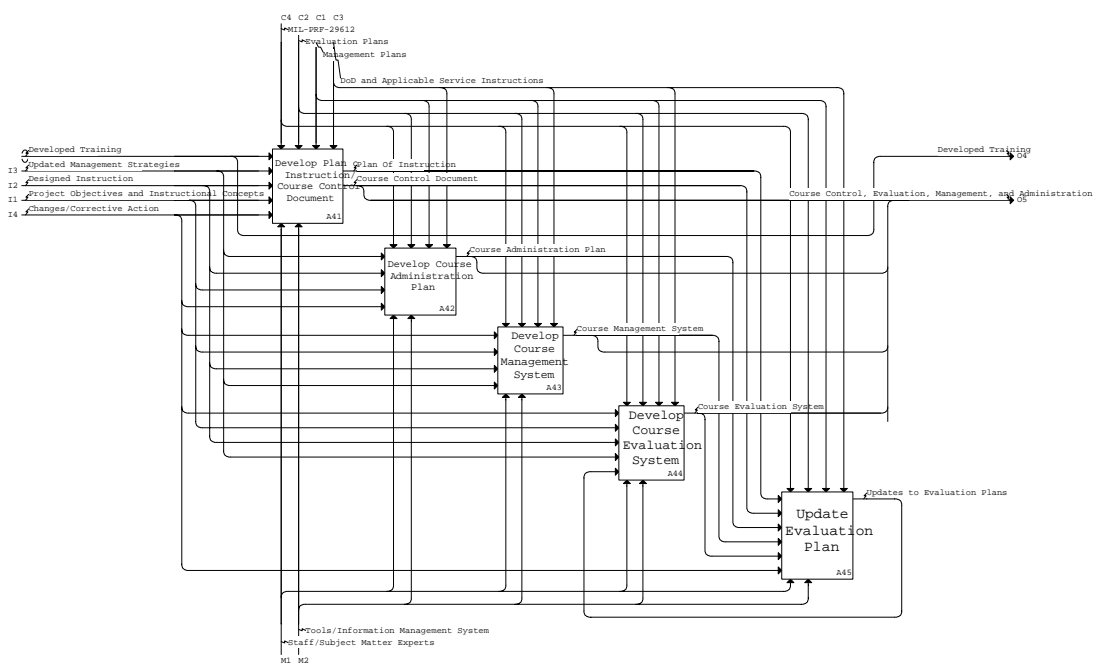 C4 C2 C1 C3
MIL-PRF-29612
Evaluation Plans
Management Plans
DoD and Applicable Service Instructions
Developed Training
I3 Updated Management Strategies
I2 Designed Instruction
I1 Project Objectives and Instructional Concepts
I4 Changes/Corrective Action
Develop Plan
Instruction/
Course Control
Document
A41
Plan Of Instruction
Course Control Document
Developed Training
O4
Course Control, Evaluation, Management, and Administration
O5
Course Administration Plan
Develop Course
Administration
Plan
A42
Course Management System
Develop
Course
Management
System
A43
Course Evaluation System
Develop
Course
Evaluation
System
A44
Updates to Evaluation Plans
Update
Evaluation
Plan
A45
Tools/Information Management System
Staff/Subject Matter Experts
M1 M2